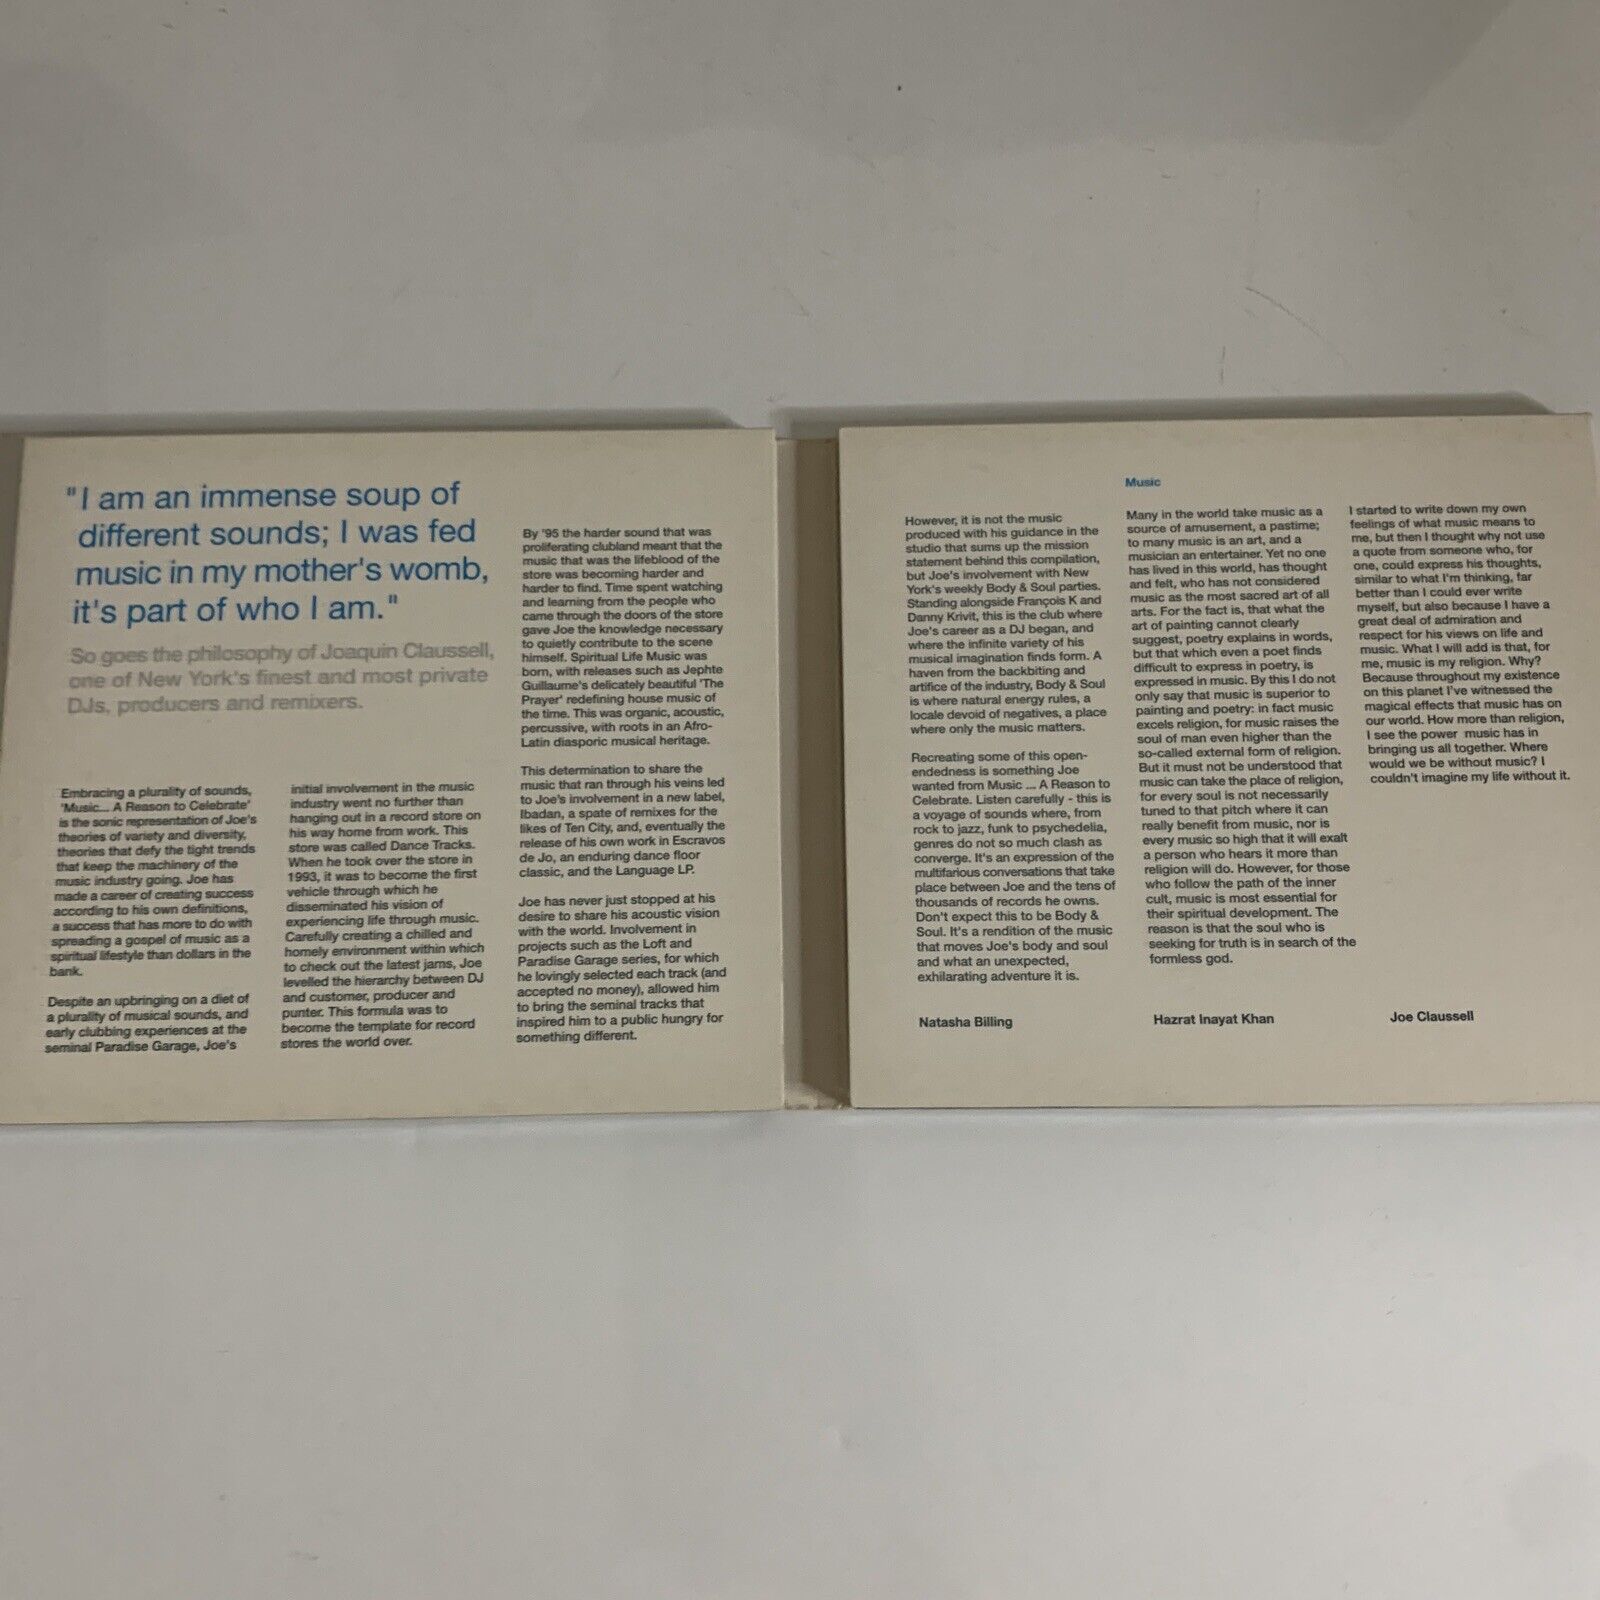 "I am an immense soup of
different sounds; I was fed
music in my mother's womb,
it's part of who I am."
So goes the philosophy of Joaquin Claussell,
one of New York's finest and most private
DJs, producers and remixers.
Embracing a plurality of sounds,
'Music... A Reason to Celebrate'
is the sonic representation of Joe's
theories of variety and diversity,
theories that defy the tight trends
that keep the machinery of the
music industry going. Joe has
made a career of creating success
according to his own definitions,
a success that has more to do with
spreading a gospel of music as a
spiritual lifestyle than dollars in the
bank.
Despite an upbringing on a diet of
a plurality of musical sounds, and
early clubbing experiences at the
seminal Paradise Garage, Joe's
initial involvement in the music
industry went no further than
hanging out in a record store on
his way home from work. This
store was called Dance Tracks.
When he took over the store in
1993, it was to become the first
vehicle through which he
disseminated his vision of
experiencing life through music.
Carefully creating a chilled and
homely environment within which
to check out the latest jams, Joe
levelled the hierarchy between DJ
and customer, producer and
punter. This formula was to
become the template for record
stores the world over.
By '95 the harder sound that was
proliferating clubland meant that the
music that was the lifeblood of the
store was becoming harder and
harder to find. Time spent watching
and learning from the people who
came through the doors of the store
gave Joe the knowledge necessary
to quietly contribute to the scene
himself. Spiritual Life Music was
born, with releases such as Jephte
Guillaume's delicately beautiful 'The
Prayer' redefining house music of
the time. This was organic, acoustic,
percussive, with roots in an Afro-
Latin diasporic musical heritage.
This determination to share the
music that ran through his veins led
to Joe's involvement in a new label,
Ibadan, a spate of remixes for the
likes of Ten City, and, eventually the
release of his own work in Escravos
de Jo, an enduring dance floor
classic, and the Language LP.
Joe has never just stopped at his
desire to share his acoustic vision
with the world. Involvement in
projects such as the Loft and
Paradise Garage series, for which
he lovingly selected each track (and
accepted no money), allowed him
to bring the seminal tracks that
inspired him to a public hungry for
something different.
However, it is not the music
produced with his guidance in the
studio that sums up the mission
statement behind this compilation,
but Joe's involvement with New
York's weekly Body & Soul parties.
Standing alongside François K and
Danny Krivit, this is the club where
Joe's career as a DJ began, and
where the infinite variety of his
musical imagination finds form. A
haven from the backbiting and
artifice of the industry, Body & Soul
is where natural energy rules, a
locale devoid of negatives, a place
where only the music matters.
Recreating some of this open-
endedness is something Joe
wanted from Music ... A Reason to
Celebrate. Listen carefully - this is
a voyage of sounds where, from
rock to jazz, funk to psychedelia,
genres do not so much clash as
converge. It's an expression of the
multifarious conversations that take
place between Joe and the tens of
thousands of records he owns.
Don't expect this to be Body &
Soul. It's a rendition of the music
that moves Joe's body and soul
and what an unexpected,
exhilarating adventure it is.
Natasha Billing
Music
Many in the world take music as a
source of amusement, a pastime;
to many music is an art, and a
musician an entertainer. Yet no one
has lived in this world, has thought
and felt, who has not considered
music as the most sacred art of all
arts. For the fact is, that what the
art of painting cannot clearly
suggest, poetry explains in words,
but that which even a poet finds
difficult to express in poetry, is
expressed in music. By this I do not
only say that music is superior to
painting and poetry: in fact music
excels religion, for music raises the
soul of man even higher than the
so-called external form of religion.
But it must not be understood that
music can take the place of religion,
for every soul is not necessarily
tuned to that pitch where it can
really benefit from music, nor is
every music so high that it will exalt
a person who hears it more than
religion will do. However, for those
who follow the path of the inner
cult, music is most essential for
their spiritual development. The
reason is that the soul who is
seeking for truth is in search of the
formless god.
Hazrat Inayat Khan
I started to write down my own
feelings of what music means to
me, but then I thought why not use
a quote from someone who, for
one, could express his thoughts,
similar to what I'm thinking, far
better than I could ever write
myself, but also because I have a
great deal of admiration and
respect for his views on life and
music. What I will add is that, for
me, music is my religion. Why?
Because throughout my existence
on this planet I've witnessed the
magical effects that music has on
our world. How more than religion,
I see the power music has in
bringing us all together. Where
would we be without music? I
couldn't imagine my life without it.
Joe Claussell